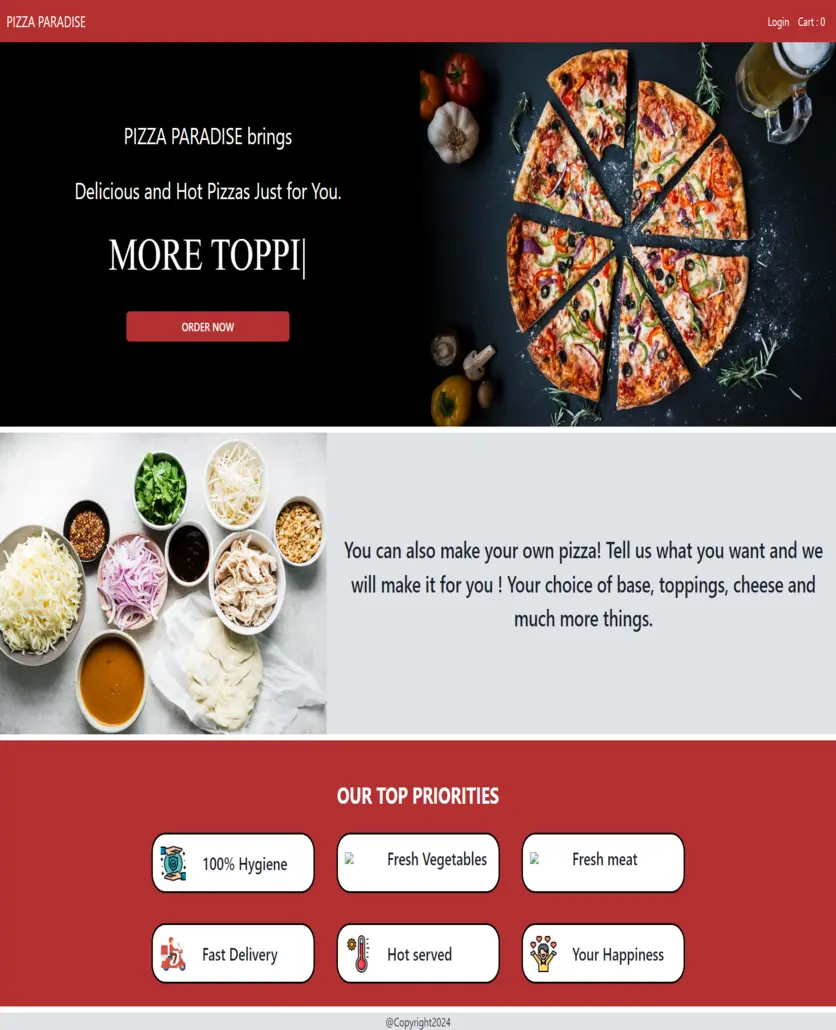 PIZZA PARADISE
Login Cart : 0
PIZZA PARADISE brings
Delicious and Hot Pizzas Just for You.
MORE TOPPI|
ORDER NOW
You can also make your own pizza! Tell us what you want and we
will make it for you ! Your choice of base, toppings, cheese and
much more things.
OUR TOP PRIORITIES
100% Hygiene
Fresh Vegetables
Fresh meat
Fast Delivery
Hot served
Your Happiness
@Copyright2024